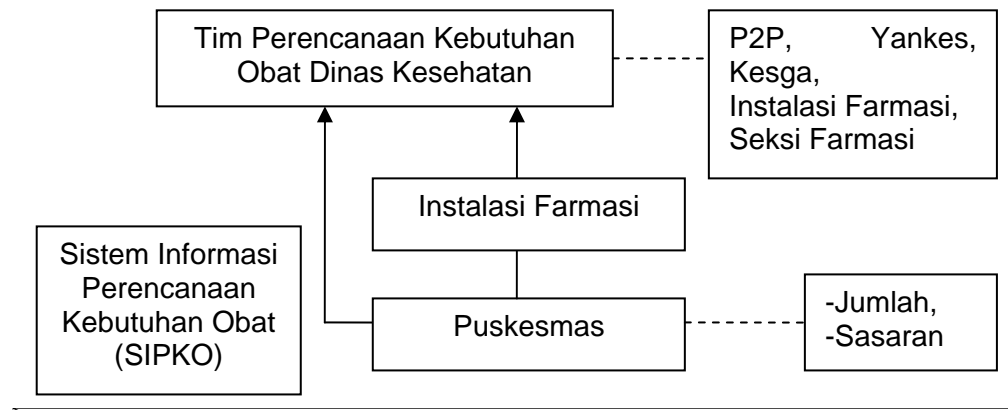 Tim Perencanaan Kebutuhan
Obat Dinas Kesehatan
P2P, Yankes,
Kesga,
Instalasi Farmasi,
Seksi Farmasi
Instalasi Farmasi
Sistem Informasi
Perencanaan
Kebutuhan Obat
(SIPKO)
Puskesmas
-Jumlah,
-Sasaran